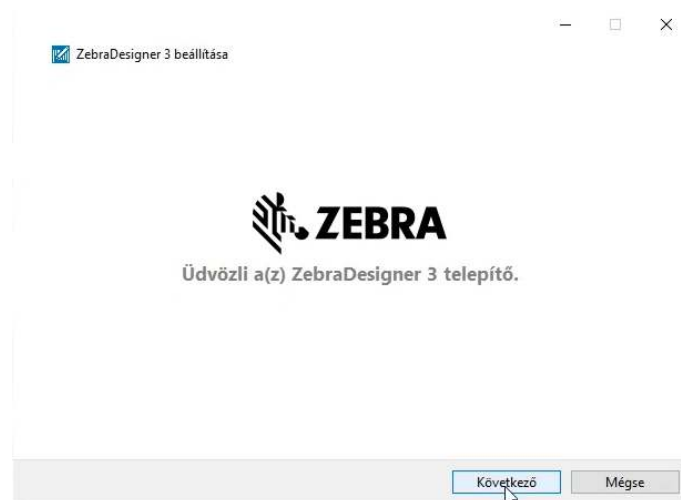 ZebraDesigner 3 beállítása
ZEBRA
Üdvözli a(z) ZebraDesigner 3 telepítő.
Következő
Mégse